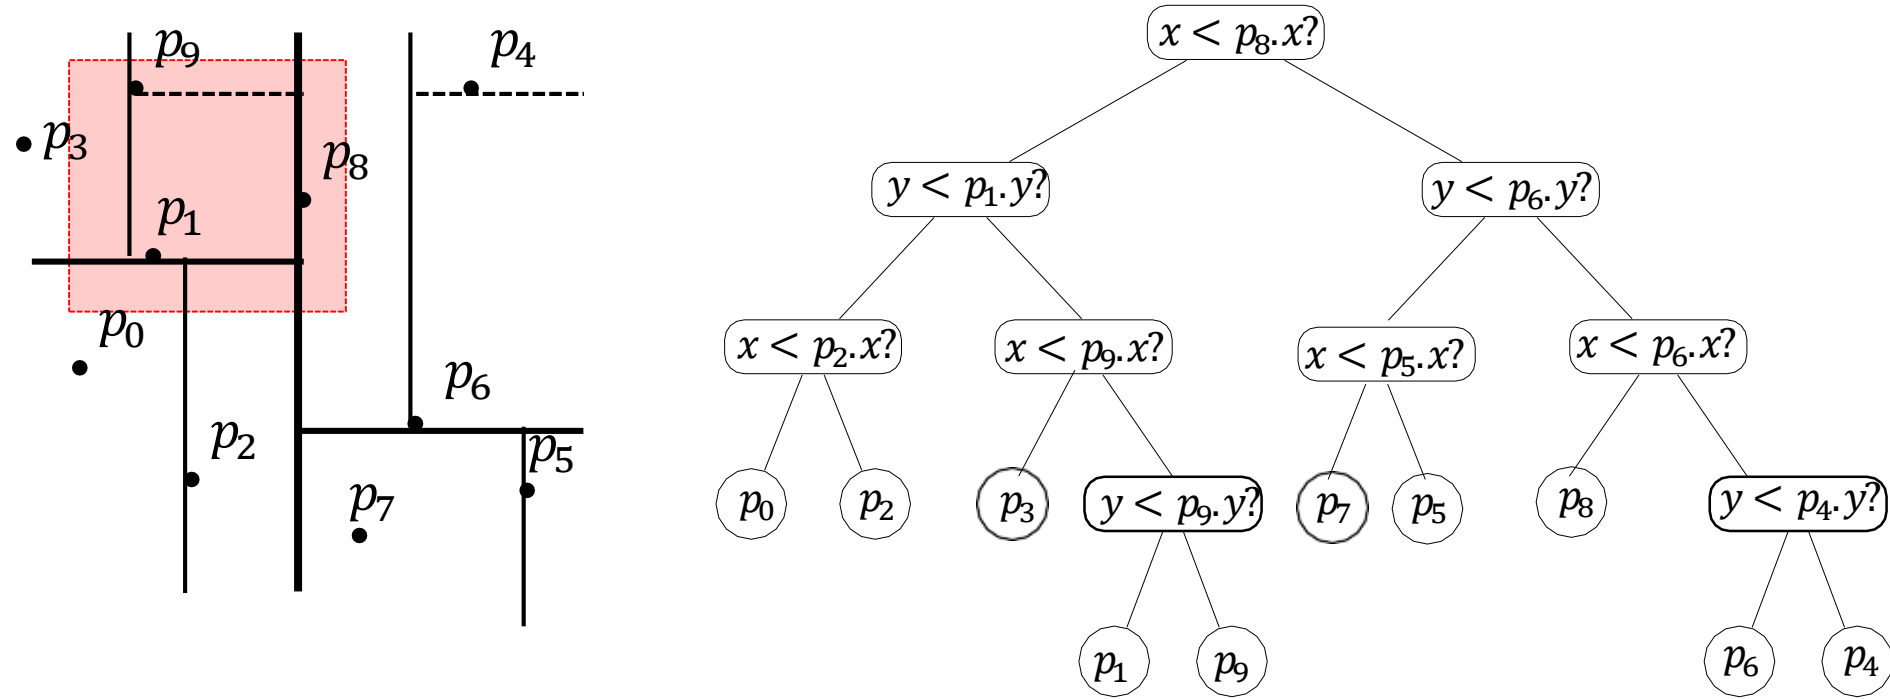 p₉
p₄
p₃
p₈
p₁
p₀
p₆
p₂
p₅
p₇
x < p₈.x?
y < p₁.y?
y < p₆.y?
x < p₂.x?
x < p₉.x?
x < p₅.x?
x < p₆.x?
p₀
p₂
p₃
y < p₉.y?
p₇
p₅
p₈
y < p₄.y?
p₁
p₉
p₆
p₄